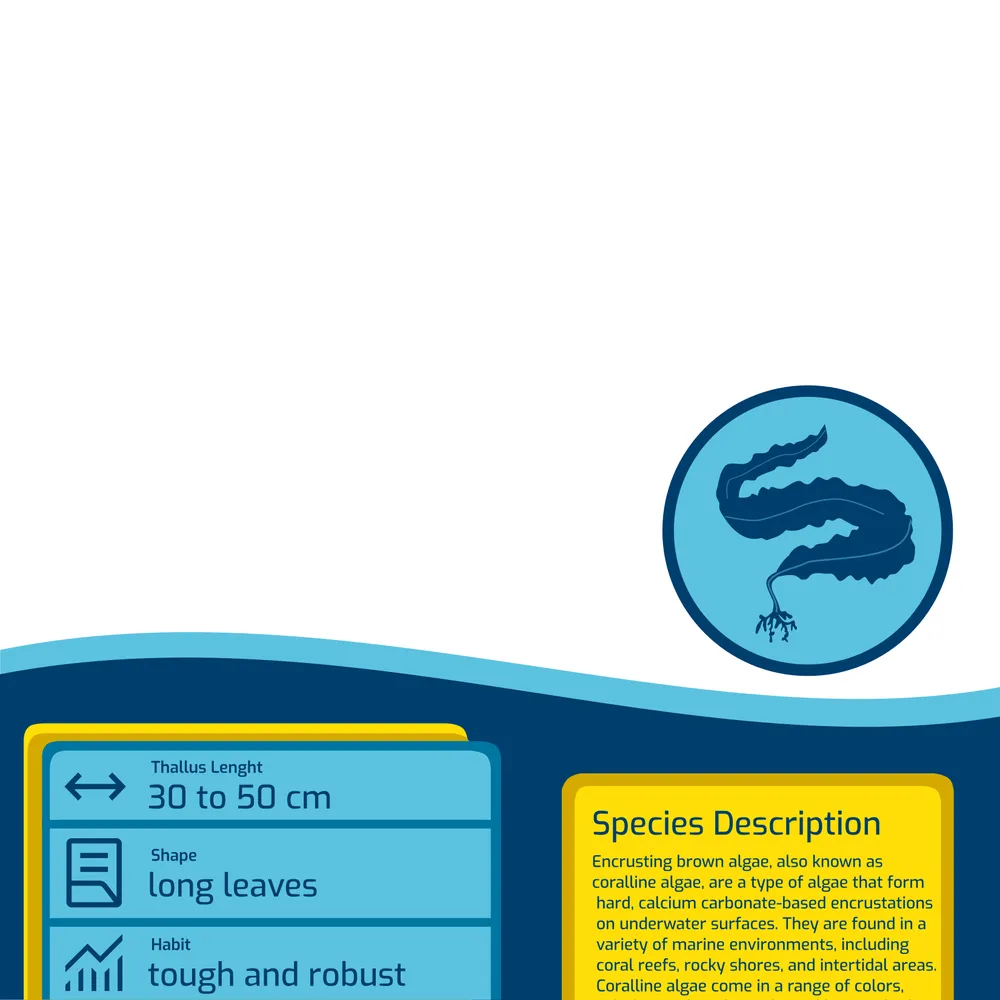 Thallus Lenght
30 to 50 cm
Shape
long leaves
Habit
tough and robust
Species Description
Encrusting brown algae, also known as
coralline algae, are a type of algae that form
hard, calcium carbonate-based encrustations
on underwater surfaces. They are found in a
variety of marine environments, including
coral reefs, rocky shores, and intertidal areas.
Coralline algae come in a range of colors,